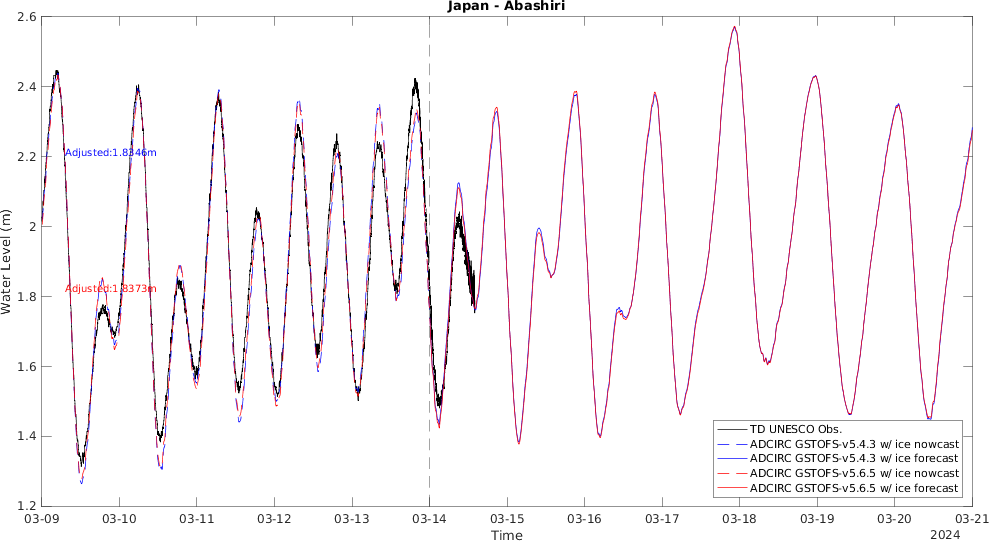 Japan - Abashiri
2.6
2.4
2.2
2
1.8
1.6
1.4
1.2
Water Level (m)
Adjusted:1.8346m
Adjusted:1.8373m
TD UNESCO Obs.
ADCIRC GSTOFS-v5.4.3 w/ ice nowcast
ADCIRC GSTOFS-v5.4.3 w/ ice forecast
ADCIRC GSTOFS-v5.6.5 w/ ice nowcast
ADCIRC GSTOFS-v5.6.5 w/ ice forecast
03-09 03-10 03-11 03-12 03-13 03-14 03-15 03-16 03-17 03-18 03-19 03-20 03-21
Time
2024